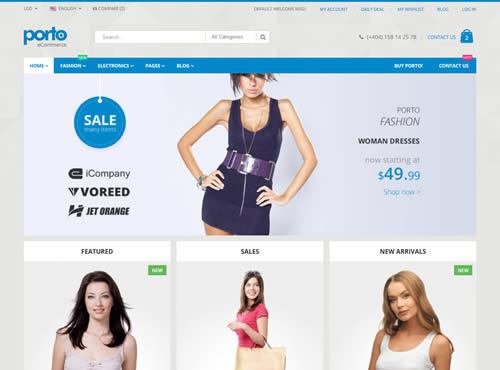 USD ENGLISH COMPARE (2) DEFAULT WELCOME MSG! MY ACCOUNT DAILY DEAL MY WISHLIST BLOG LOG IN
porto
eCommerce
Search... All Categories (+404) 158 14 25 78 CONTACT US 2
NEW HOT
HOME FASHION ELECTRONICS PAGES BLOG BUY PORTO! CONTACT US
SALE
many items
iCompany
VOREED
JET ORANGE
PORTO
FASHION
WOMAN DRESSES
now starting at
$49.99
Shop now >
FEATURED SALES NEW ARRIVALS
NEW NEW